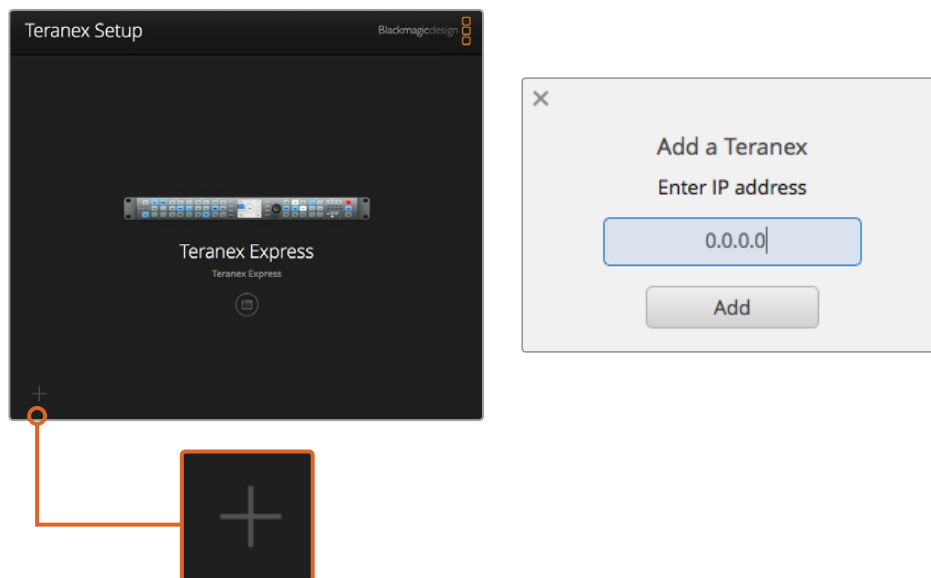 Teranex Setup
Blackmagicdesign
Teranex Express
Teranex Express
Add a Teranex
Enter IP address
0.0.0.0
Add